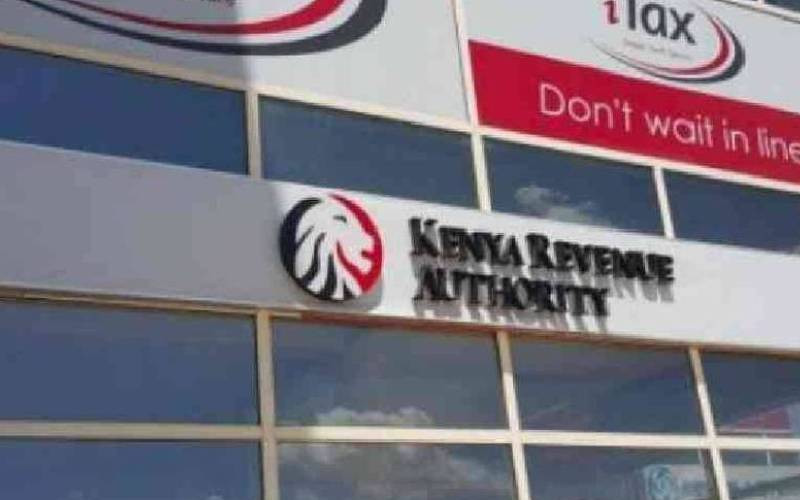 iTax
Don't wait in line
KENYA REVENUE
AUTHORITY